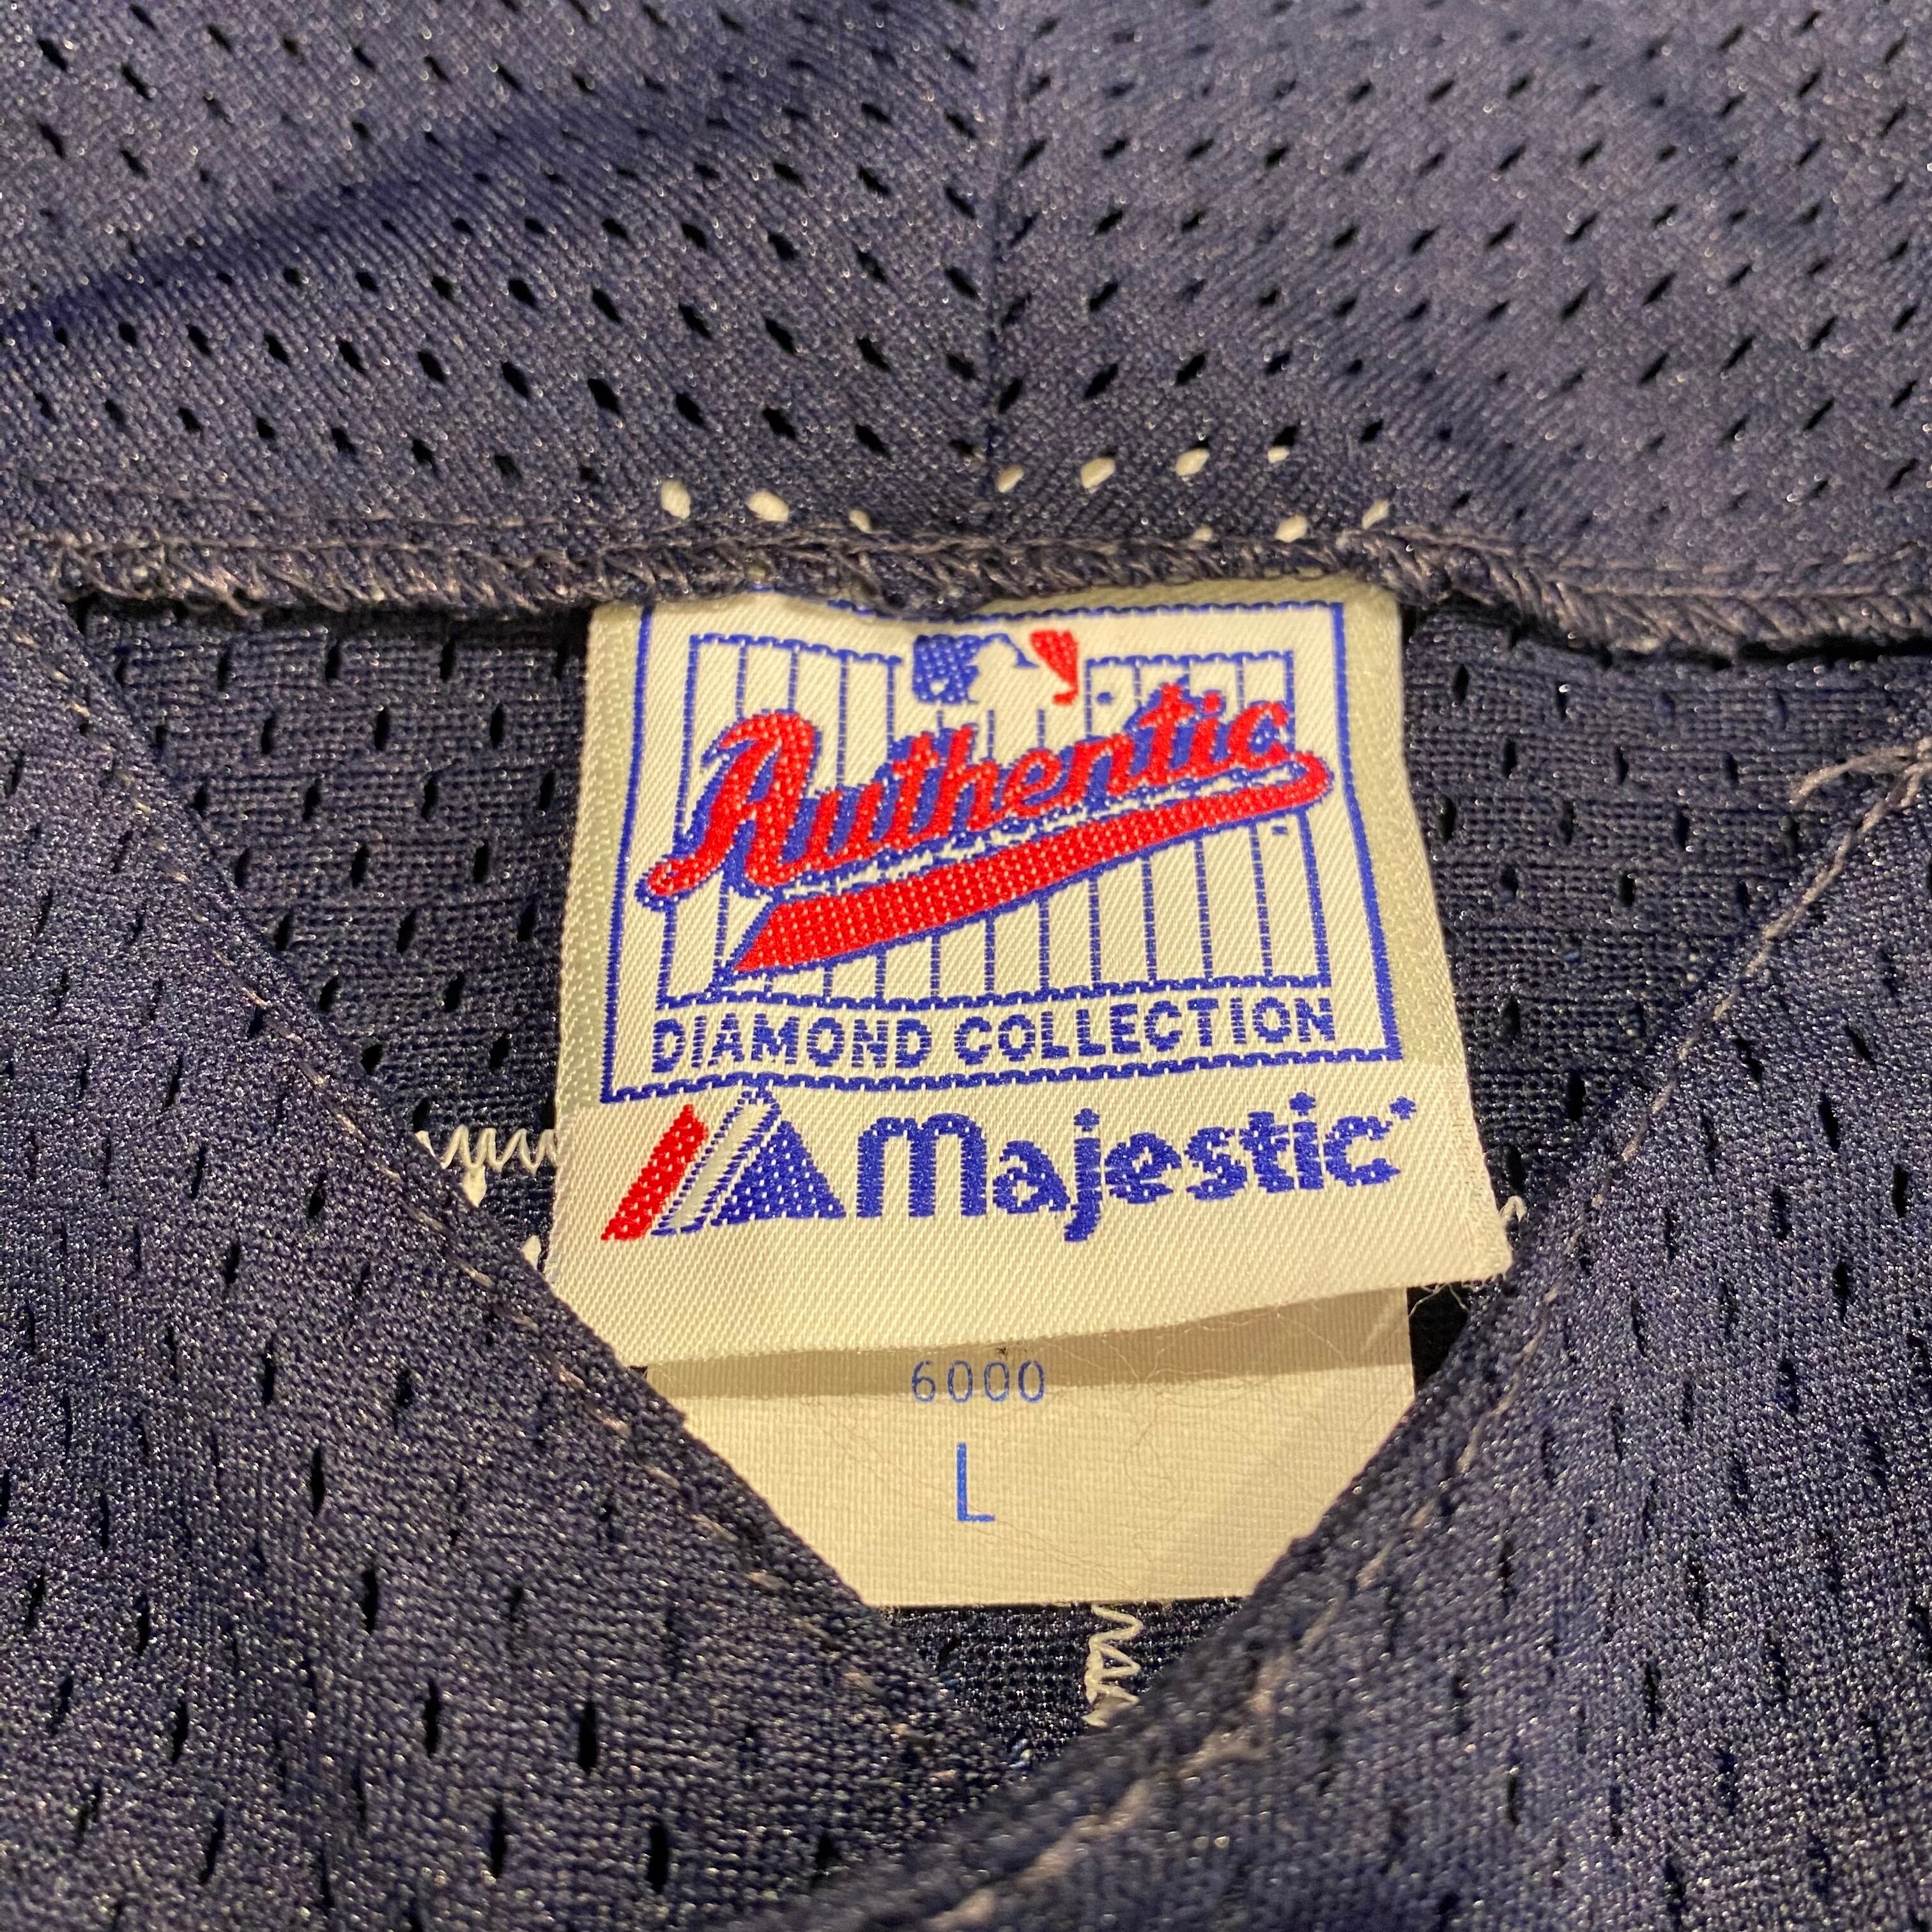 Authentic
DIAMOND COLLECTION
Majestic
6000
L